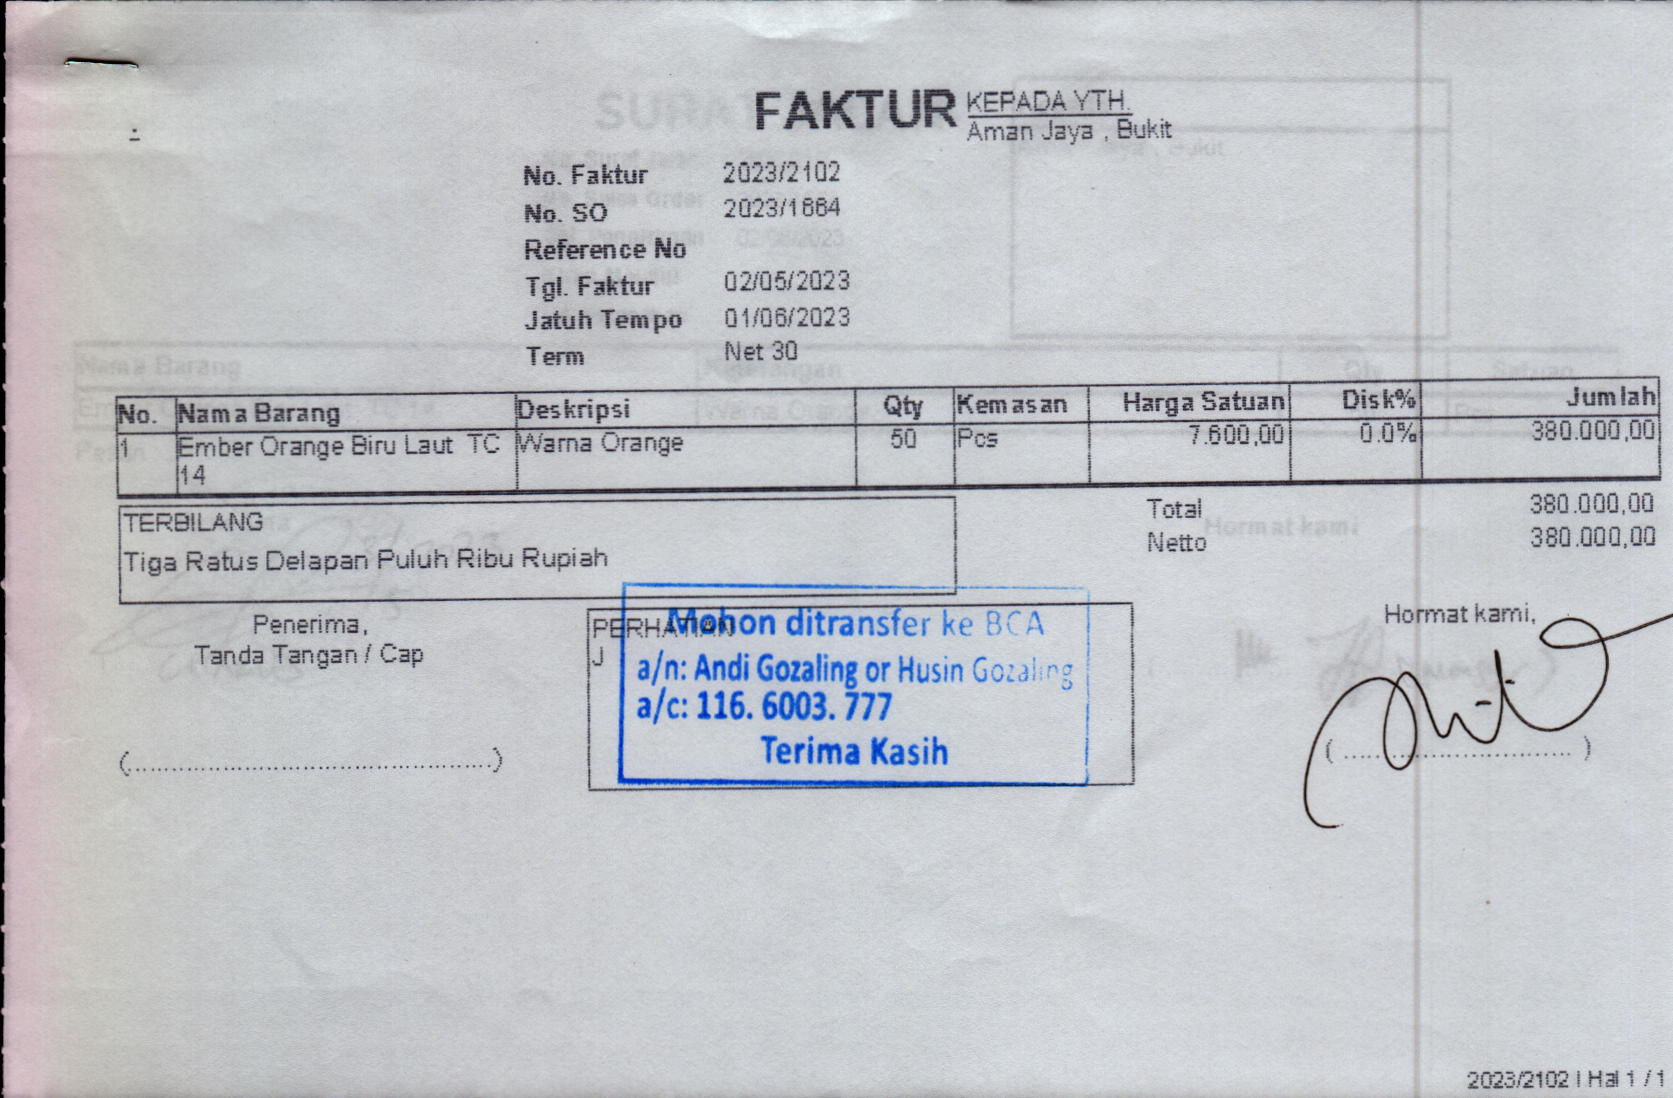 FAKTUR
KEPADA YTH.
Aman Jaya , Bukit
No. Faktur 2023/2102
No. SO 2023/1664
Reference No
Tgl. Faktur 02/05/2023
Jatuh Tempo 01/06/2023
Term Net 30
No. Nama Barang Deskripsi Qty Kemasan Harga Satuan Disk% Jumlah
1 Ember Orange Biru Laut TC Warna Orange 50 Pcs 7.600,00 0.0% 380.000,00
14
Total 380.000,00
Netto 380.000,00
TERBILANG
Tiga Ratus Delapan Puluh Ribu Rupiah
Penerima,
Tanda Tangan / Cap
(..........................................)
PERHATIAN
J
Mohon ditransfer ke BCA
a/n: Andi Gozaling or Husin Gozaling
a/c: 116. 6003. 777
Terima Kasih
Hormat kami,
(..........................)
2023/2102 | Hal 1 / 1